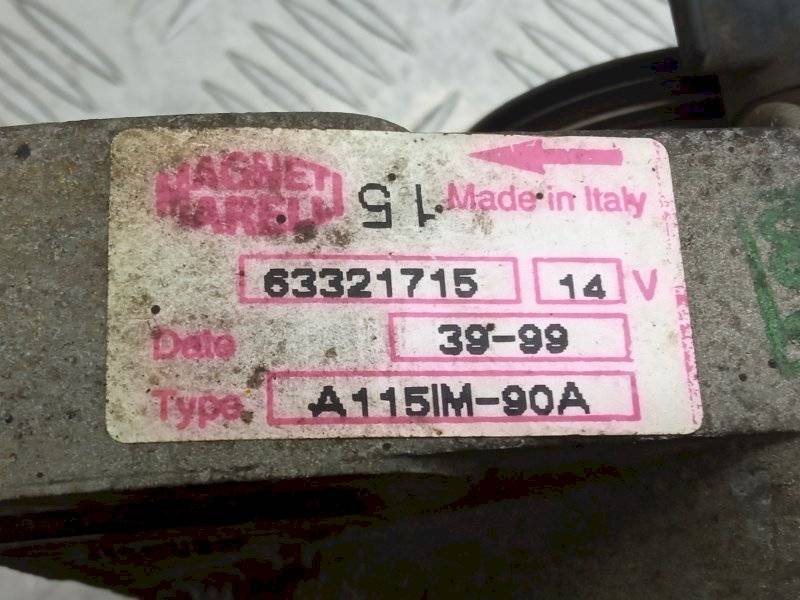 MAGNETI
MARELLI
15
Made in Italy
63321715
14 V
Date 39-99
Type A115IM-90A